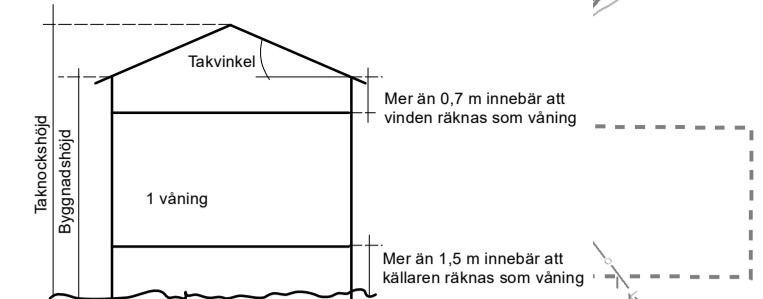 Takvinkel
Mer än 0,7 m innebär att
vinden räknas som våning
Taknockshöjd
Byggnadshöjd
1 våning
Mer än 1,5 m innebär att
källaren räknas som våning